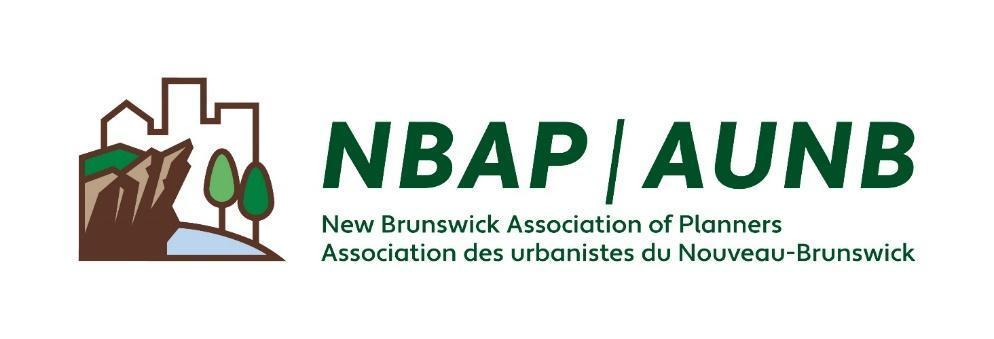 NBAP | AUNB
New Brunswick Association of Planners
Association des urbanistes du Nouveau-Brunswick